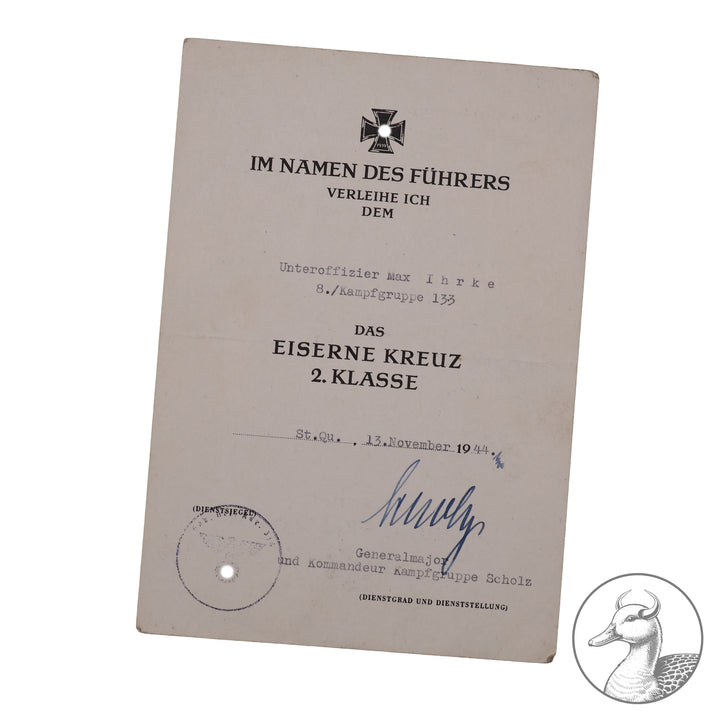 IM NAMEN DES FÜHRERS
VERLEIHE ICH
DEM
Unteroffizier Max Ihrke
8./Kampfgruppe 133
DAS
EISERNE KREUZ
2. KLASSE
St.Qu. , 13.November 1944.
(DIENSTSIEGEL)
Scholz
Generalmajor
und Kommandeur Kampfgruppe Scholz
(DIENSTGRAD UND DIENSTSTELLUNG)